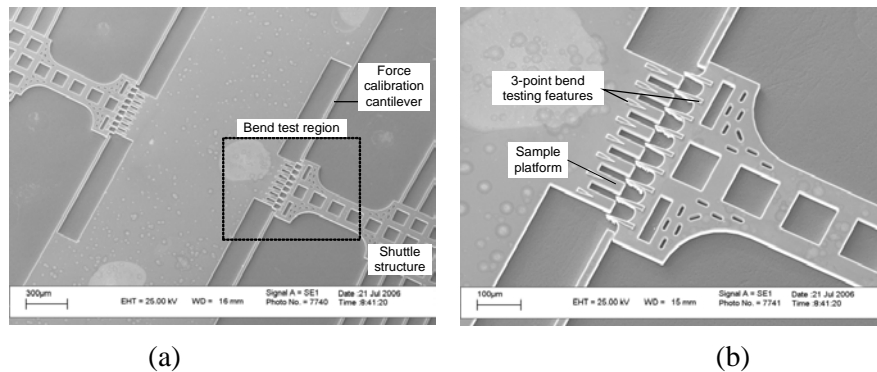 Force
calibration
cantilever
Bend test region
Shuttle
structure
300µm
EHT = 25.00 kV
WD = 16 mm
Signal A = SE1
Photo No. = 7740
Date :21 Jul 2006
Time :8:41:20
3-point bend
testing features
Sample
platform
100µm
EHT = 25.00 kV
WD = 15 mm
Signal A = SE1
Photo No. = 7741
Date :21 Jul 2006
Time :8:41:20
(a)
(b)